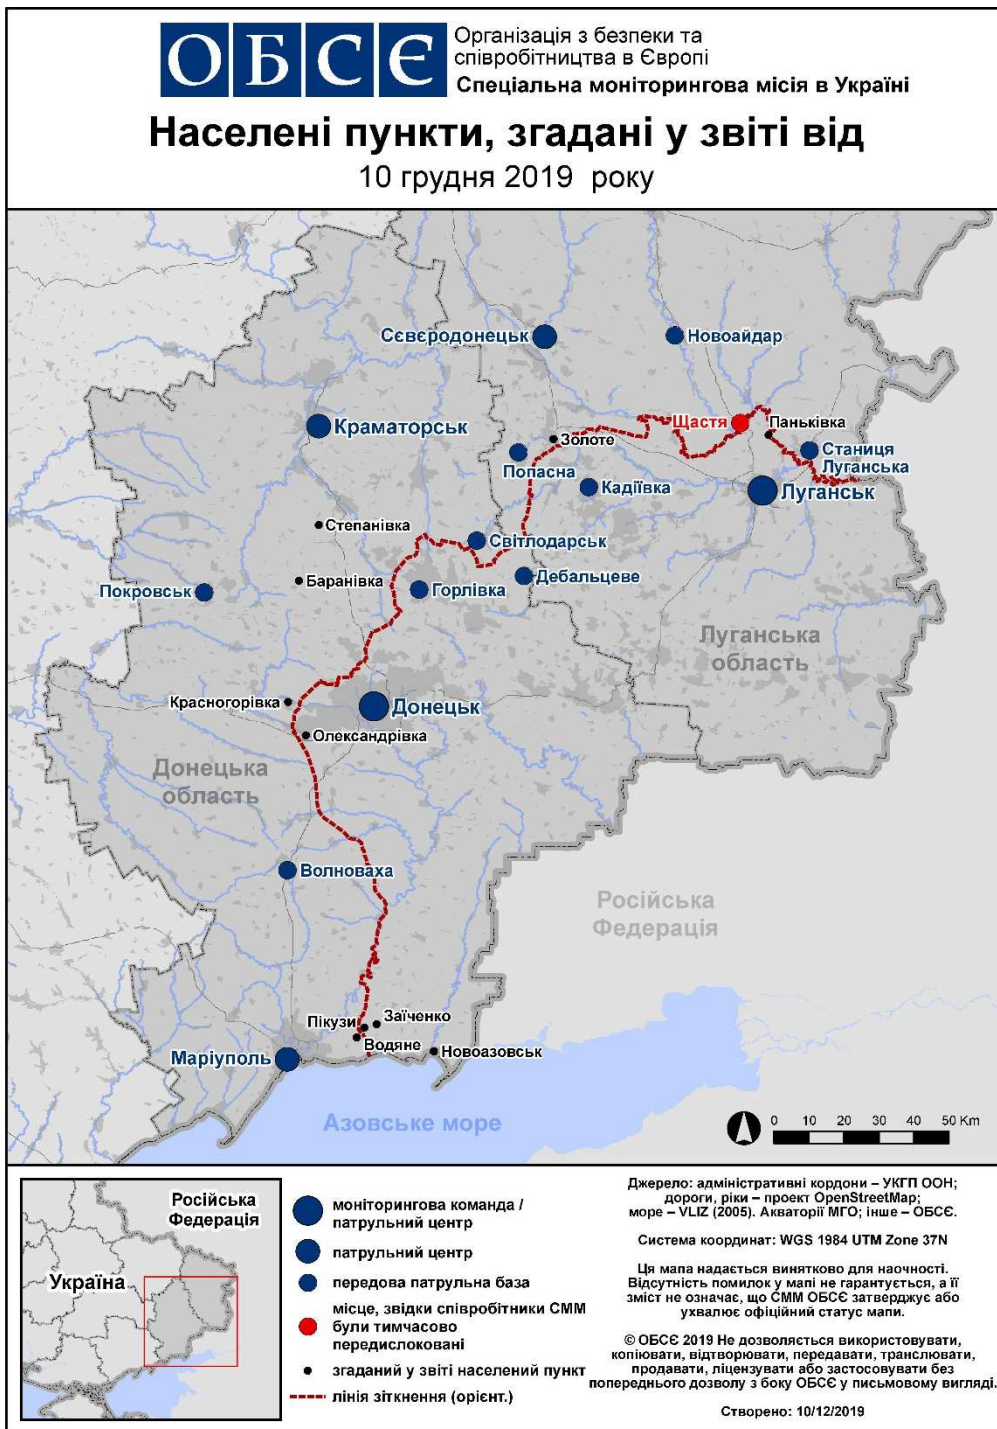 ОБСЄ
Організація з безпеки та
співробітництва в Європі
Спеціальна моніторингова місія в Україні
Населені пункти, згадані у звіті від
10 грудня 2019 року
Сєвєродонецьк
Новоайдар
Щастя
Паньківка
Краматорськ
Золоте
Станиця
Луганська
Попасна
Кадіївка
Луганськ
Степанівка
Світлодарськ
Баранівка
Дебальцеве
Покровськ
Горлівка
Луганська
область
Красногорівка
Донецьк
Олександрівка
Донецька
область
Волноваха
Російська
Федерація
Пікузи
Заїченко
Водяне
Новоазовськ
Маріуполь
Азовське море
0 10 20 30 40 50 Km
Російська
Федерація
Україна
моніторингова команда /
патрульний центр
патрульний центр
передова патрульна база
місце, звідки співробітники СММ
були тимчасово
передислоковані
згаданий у звіті населений пункт
лінія зіткнення (орієнт.)
Джерело: адміністративні кордони – УКГП ООН;
дороги, ріки – проект OpenStreetMap;
море – VLIZ (2005). Акваторії МГО; інше – ОБСЄ.
Система координат: WGS 1984 UTM Zone 37N
Ця мапа надається винятково для наочності.
Відсутність помилок у мапі не гарантується, а її
зміст не означає, що СММ ОБСЄ затверджує або
ухвалює офіційний статус мапи.
© ОБСЄ 2019 Не дозволяється використовувати,
копіювати, відтворювати, передавати, транслювати,
продавати, ліцензувати або застосовувати без
попереднього дозволу з боку ОБСЄ у письмовому вигляді.
Створено: 10/12/2019